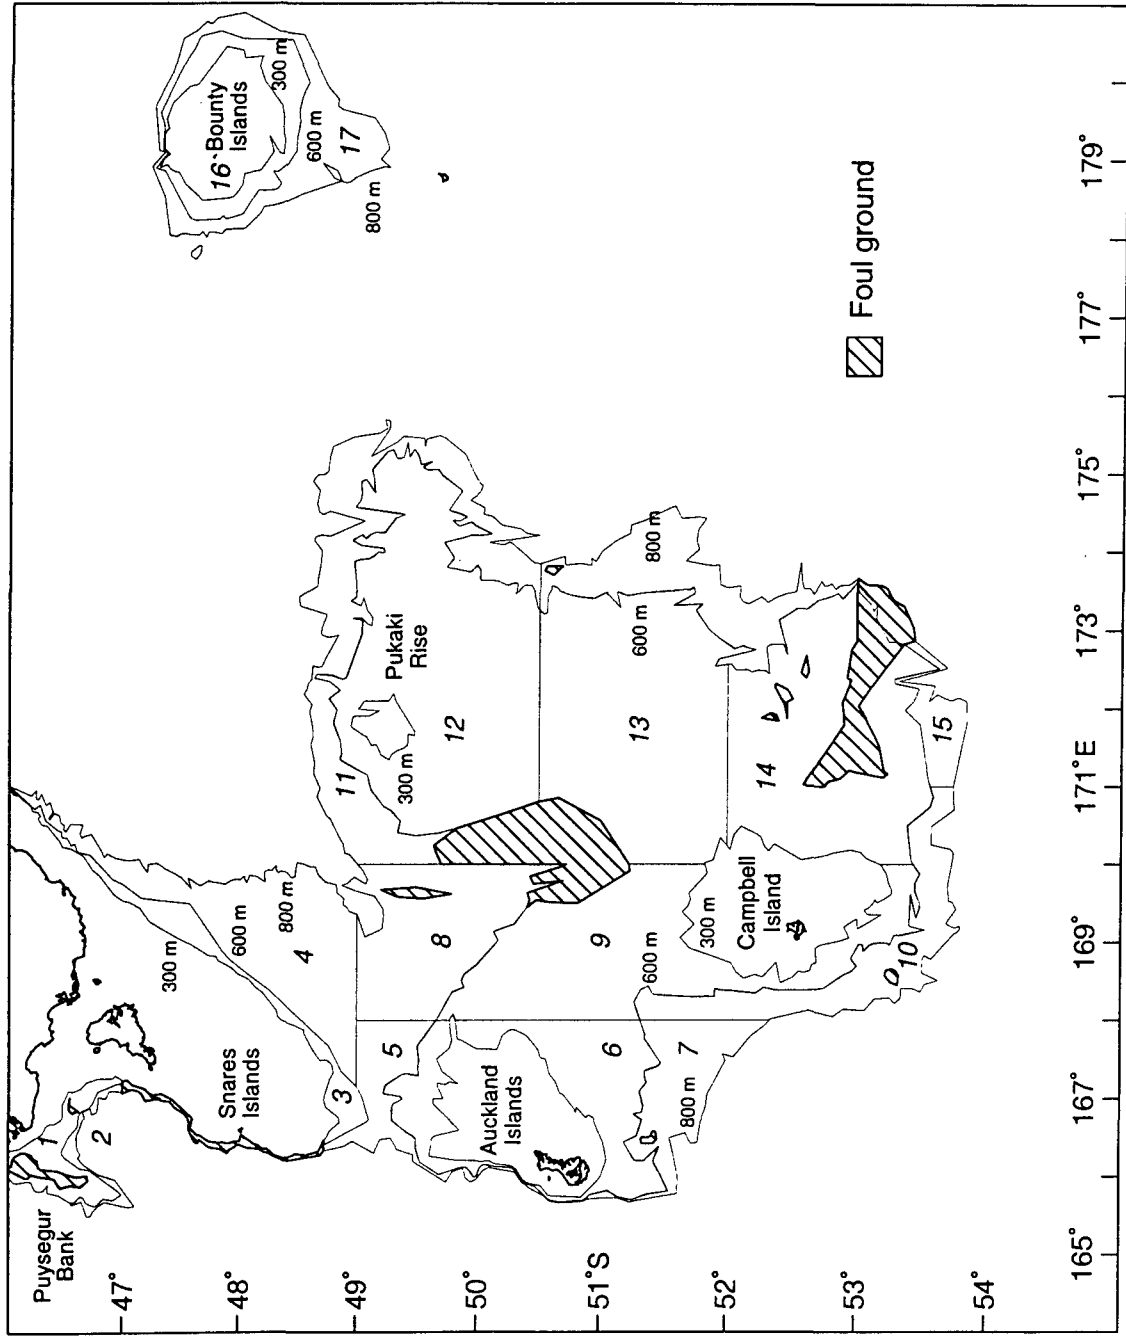 Puysegur
Bank
1
2
Snares
Islands
3
300 m
600 m
4
800 m
5
Auckland
Islands
6
7
800 m
8
9
600 m
300 m
Campbell
Island
10
11
Pukaki
Rise
300 m
12
13
600 m
800 m
14
15
16
Bounty
Islands
300 m
600 m
17
800 m
Foul ground
47°
48°
49°
50°
51°S
52°
53°
54°
165°
167°
169°
171°E
173°
175°
177°
179°